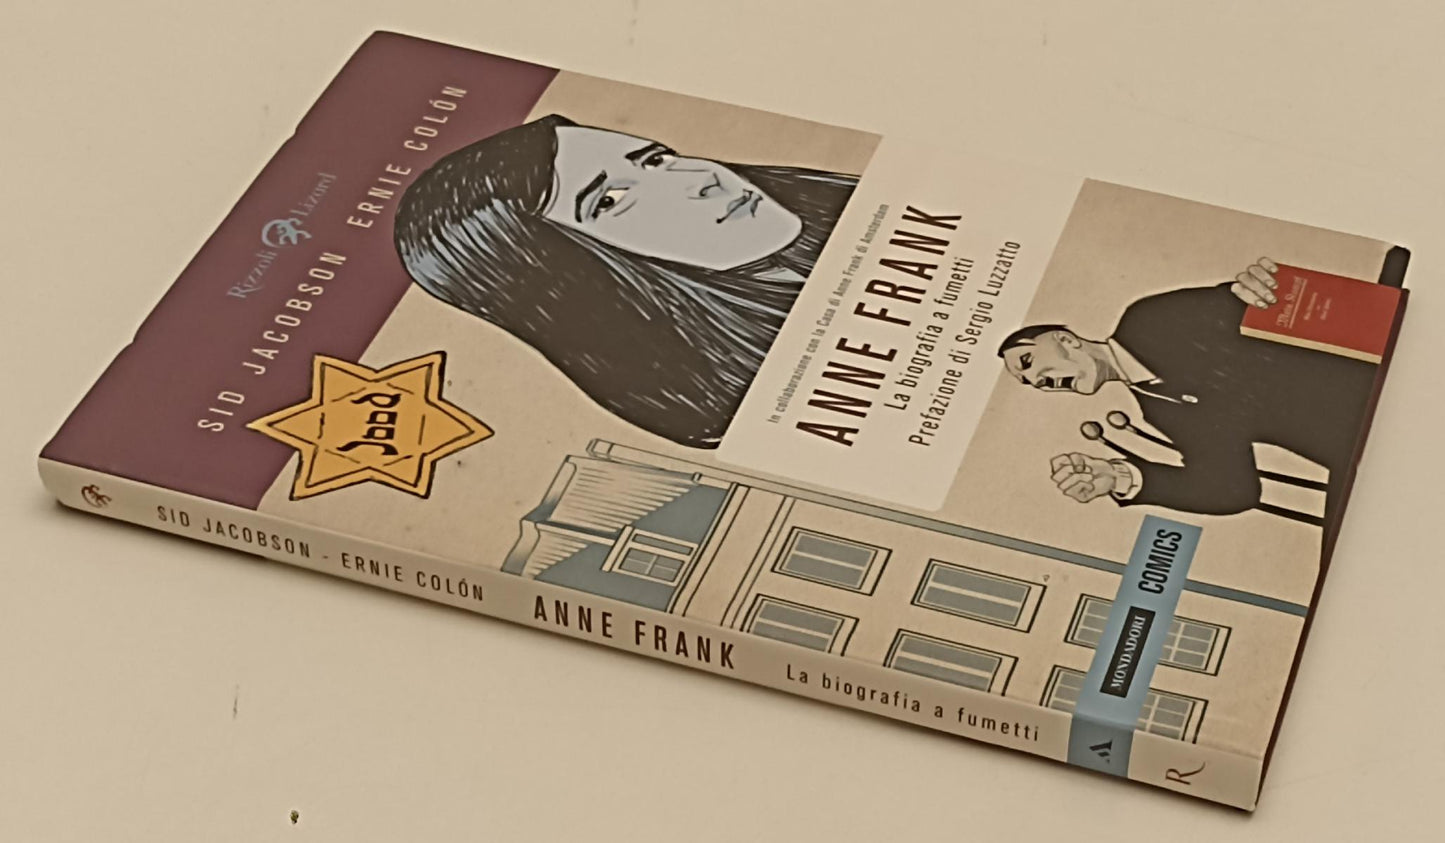 SID JACOBSON ERNIE COLÓN
Rizzoli Lizard
Jood
In collaborazione con la Casa di Anne Frank di Amsterdam
ANNE FRANK
La biografia a fumetti
Prefazione di Sergio Luzzatto
MONDADORI COMICS
SID JACOBSON - ERNIE COLÓN ANNE FRANK La biografia a fumetti
R